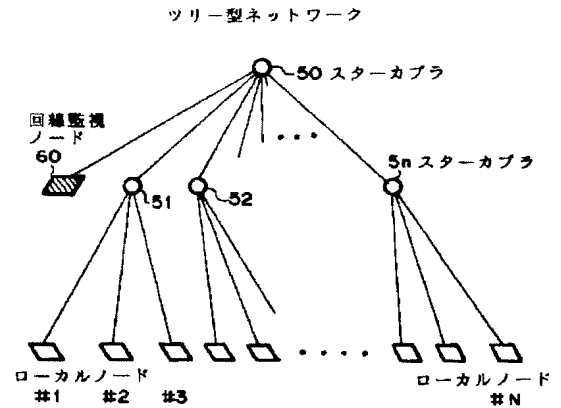 ツリー型ネットワーク
50 スターカプラ
回線監視
ノード
60
51
52
5n スターカプラ
ローカルノード
#1 #2 #3
ローカルノード
#N